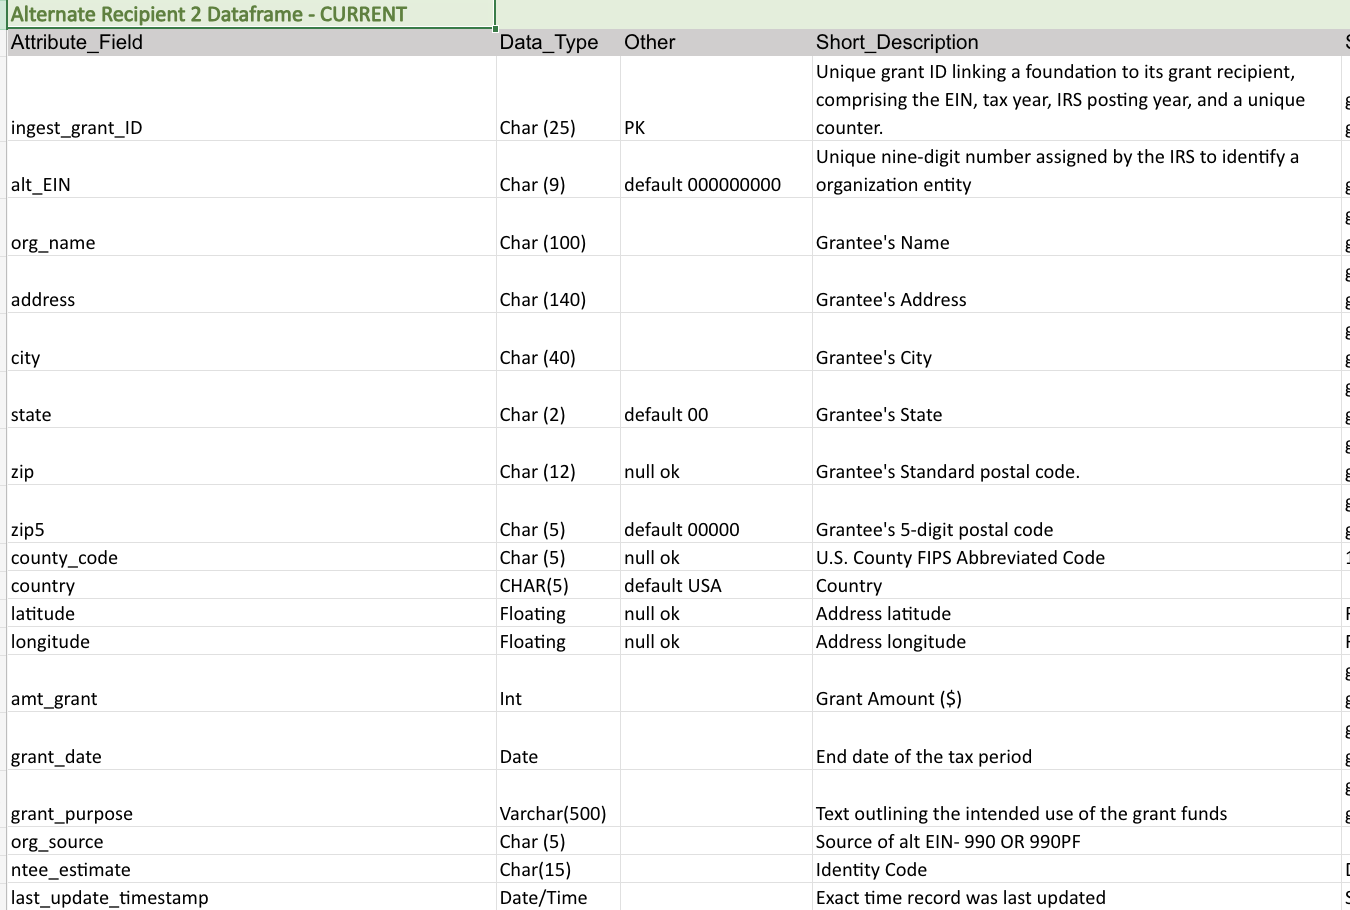 Alternate Recipient 2 Dataframe - CURRENT
Attribute_Field Data_Type Other Short_Description
Unique grant ID linking a foundation to its grant recipient,
comprising the EIN, tax year, IRS posting year, and a unique
ingest_grant_ID Char (25) PK counter.
Unique nine-digit number assigned by the IRS to identify a
alt_EIN Char (9) default 000000000 organization entity
org_name Char (100) Grantee's Name
address Char (140) Grantee's Address
city Char (40) Grantee's City
state Char (2) default 00 Grantee's State
zip Char (12) null ok Grantee's Standard postal code.
zip5 Char (5) default 00000 Grantee's 5-digit postal code
county_code Char (5) null ok U.S. County FIPS Abbreviated Code
country CHAR(5) default USA Country
latitude Floating null ok Address latitude
longitude Floating null ok Address longitude
amt_grant Int Grant Amount ($)
grant_date Date End date of the tax period
grant_purpose Varchar(500) Text outlining the intended use of the grant funds
org_source Char (5) Source of alt EIN- 990 OR 990PF
ntee_estimate Char(15) Identity Code
last_update_timestamp Date/Time Exact time record was last updated